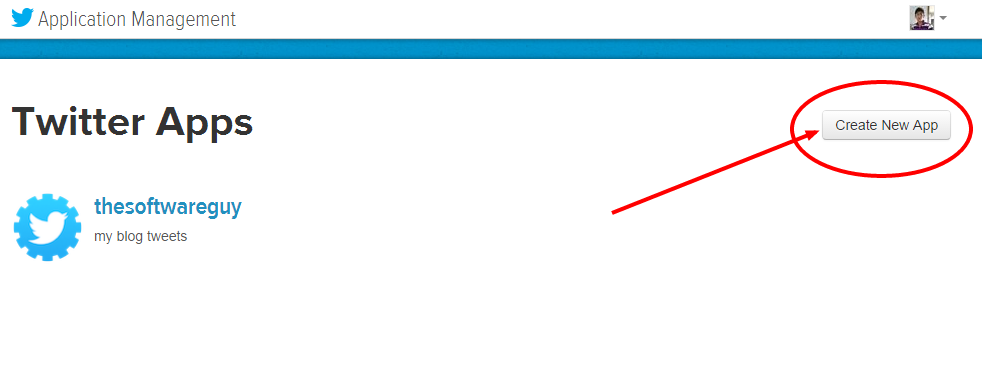 Application Management
Twitter Apps
Create New App
thesoftwareguy
my blog tweets